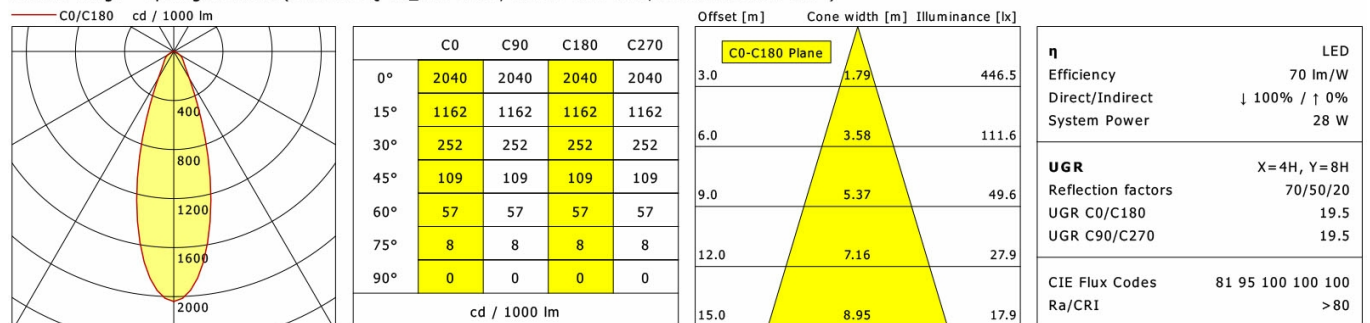 C0/C180 cd / 1000 lm
400
800
1200
1600
2000
C0 C90 C180 C270
0° 2040 2040 2040 2040
15° 1162 1162 1162 1162
30° 252 252 252 252
45° 109 109 109 109
60° 57 57 57 57
75° 8 8 8 8
90° 0 0 0 0
cd / 1000 lm
Offset [m] Cone width [m] Illuminance [lx]
C0-C180 Plane
3.0 1.79 446.5
6.0 3.58 111.6
9.0 5.37 49.6
12.0 7.16 27.9
15.0 8.95 17.9
η LED
Efficiency 70 lm/W
Direct/Indirect ↓ 100% / ↑ 0%
System Power 28 W
UGR X=4H, Y=8H
Reflection factors 70/50/20
UGR C0/C180 19.5
UGR C90/C270 19.5
CIE Flux Codes 81 95 100 100 100
Ra/CRI >80